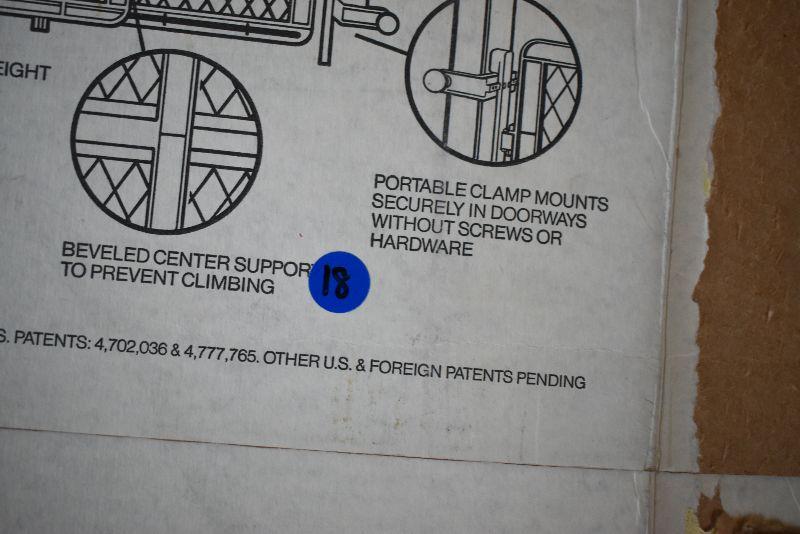 EIGHT
PORTABLE CLAMP MOUNTS
SECURELY IN DOORWAYS
WITHOUT SCREWS OR
HARDWARE
BEVELED CENTER SUPPOR
TO PREVENT CLIMBING
18
S. PATENTS: 4,702,036 & 4,777,765. OTHER U.S. & FOREIGN PATENTS PENDING